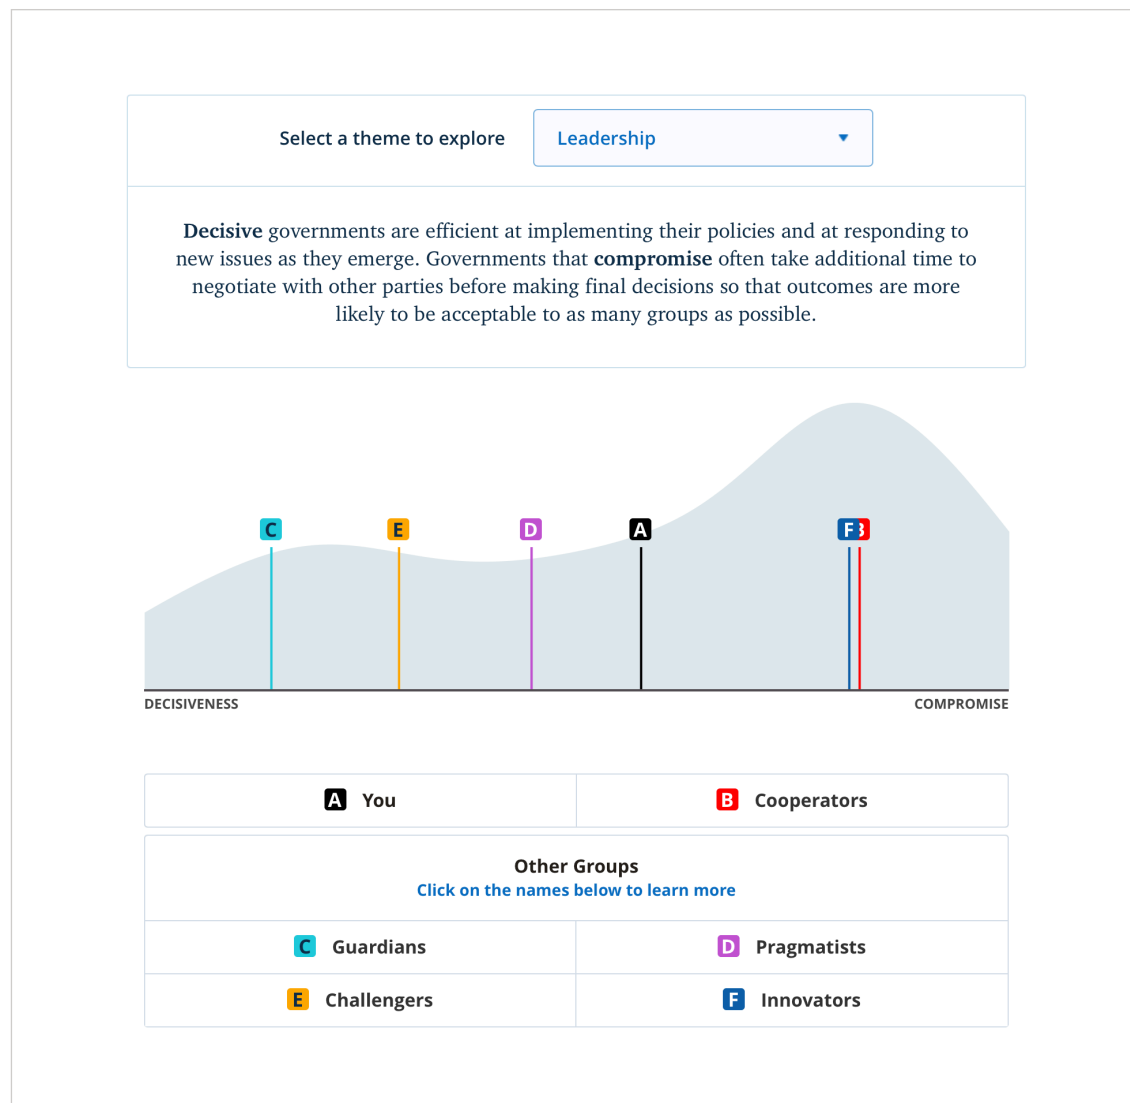 Select a theme to explore
Leadership
Decisive governments are efficient at implementing their policies and at responding to
new issues as they emerge. Governments that compromise often take additional time to
negotiate with other parties before making final decisions so that outcomes are more
likely to be acceptable to as many groups as possible.
C E D A F B
DECISIVENESS COMPROMISE
A You B Cooperators
Other Groups
Click on the names below to learn more
C Guardians D Pragmatists
E Challengers F Innovators